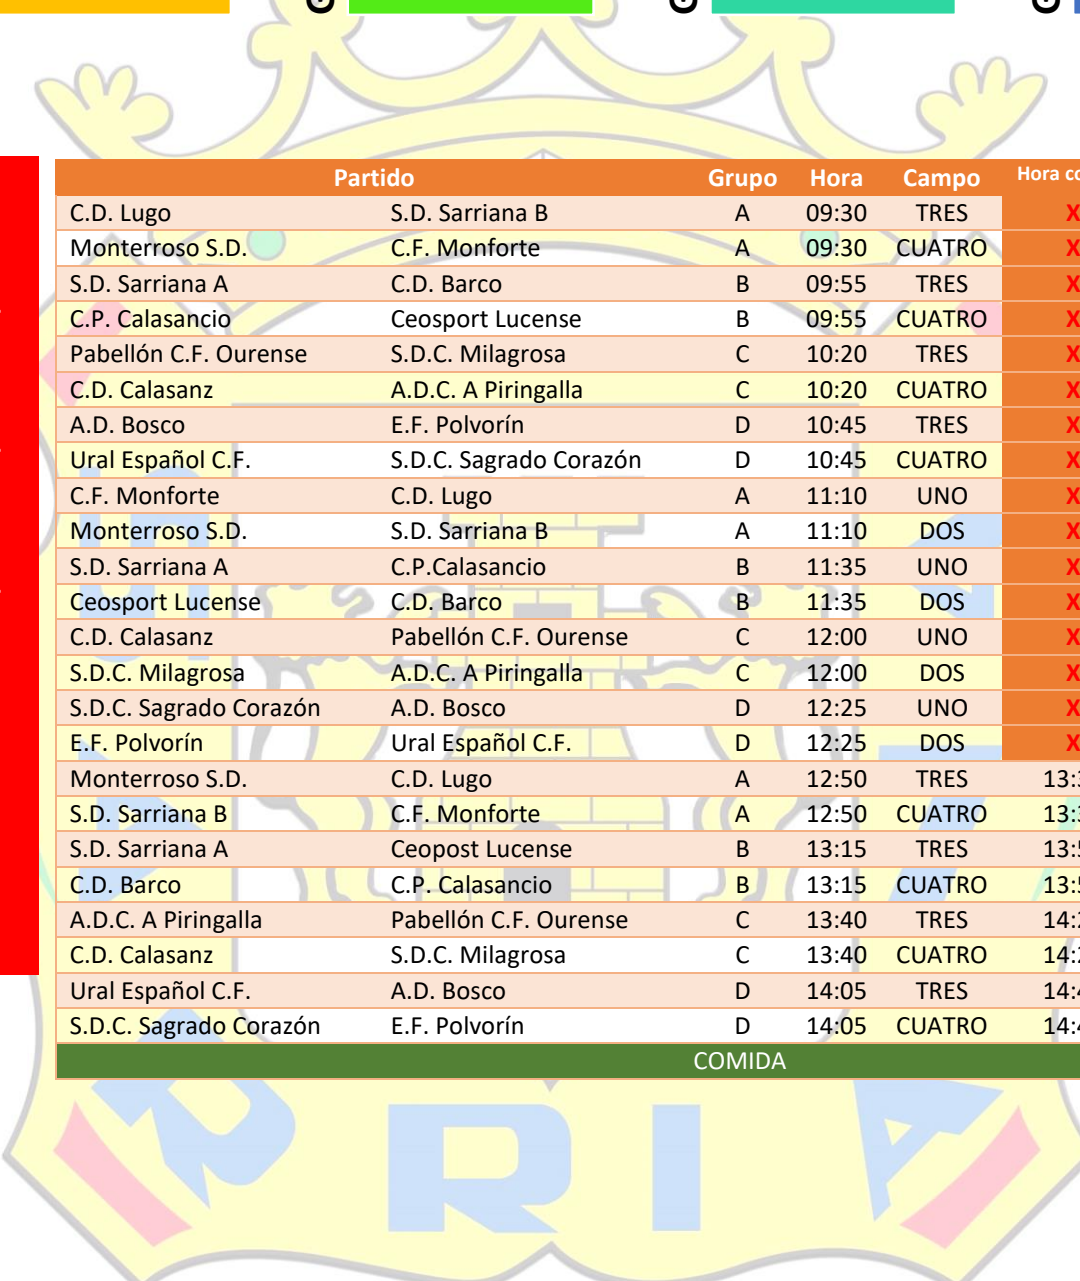 Partido Grupo Hora Campo Hora
C.D. Lugo S.D. Sarriana B A 09:30 TRES X
Monterroso S.D. C.F. Monforte A 09:30 CUATRO X
S.D. Sarriana A C.D. Barco B 09:55 TRES X
C.P. Calasancio Ceosport Lucense B 09:55 CUATRO X
Pabellón C.F. Ourense S.D.C. Milagrosa C 10:20 TRES X
C.D. Calasanz A.D.C. A Piringalla C 10:20 CUATRO X
A.D. Bosco E.F. Polvorín D 10:45 TRES X
Ural Español C.F. S.D.C. Sagrado Corazón D 10:45 CUATRO X
C.F. Monforte C.D. Lugo A 11:10 UNO X
Monterroso S.D. S.D. Sarriana B A 11:10 DOS X
S.D. Sarriana A C.P.Calasancio B 11:35 UNO X
Ceosport Lucense C.D. Barco B 11:35 DOS X
C.D. Calasanz Pabellón C.F. Ourense C 12:00 UNO X
S.D.C. Milagrosa A.D.C. A Piringalla C 12:00 DOS X
S.D.C. Sagrado Corazón A.D. Bosco D 12:25 UNO X
E.F. Polvorín Ural Español C.F. D 12:25 DOS X
Monterroso S.D. C.D. Lugo A 12:50 TRES
S.D. Sarriana B C.F. Monforte A 12:50 CUATRO
S.D. Sarriana A Ceopost Lucense B 13:15 TRES
C.D. Barco C.P. Calasancio B 13:15 CUATRO
A.D.C. A Piringalla Pabellón C.F. Ourense C 13:40 TRES
C.D. Calasanz S.D.C. Milagrosa C 13:40 CUATRO
Ural Español C.F. A.D. Bosco D 14:05 TRES
S.D.C. Sagrado Corazón E.F. Polvorín D 14:05 CUATRO
COMIDA